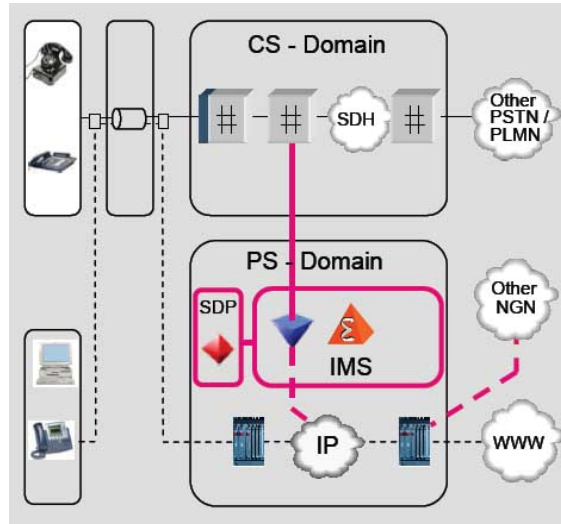 CS - Domain
SDH
Other
PSTN /
PLMN
PS - Domain
SDP
IMS
Other
NGN
IP
WWW